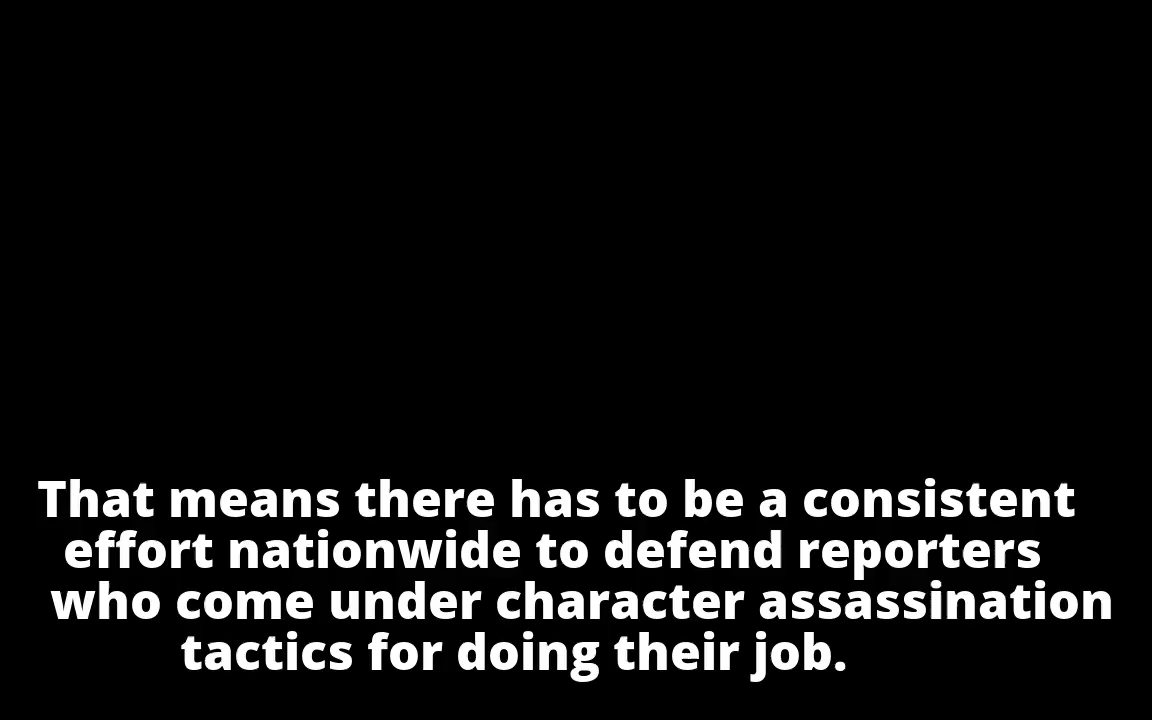 That means there has to be a consistent
effort nationwide to defend reporters
who come under character assassination
tactics for doing their job.